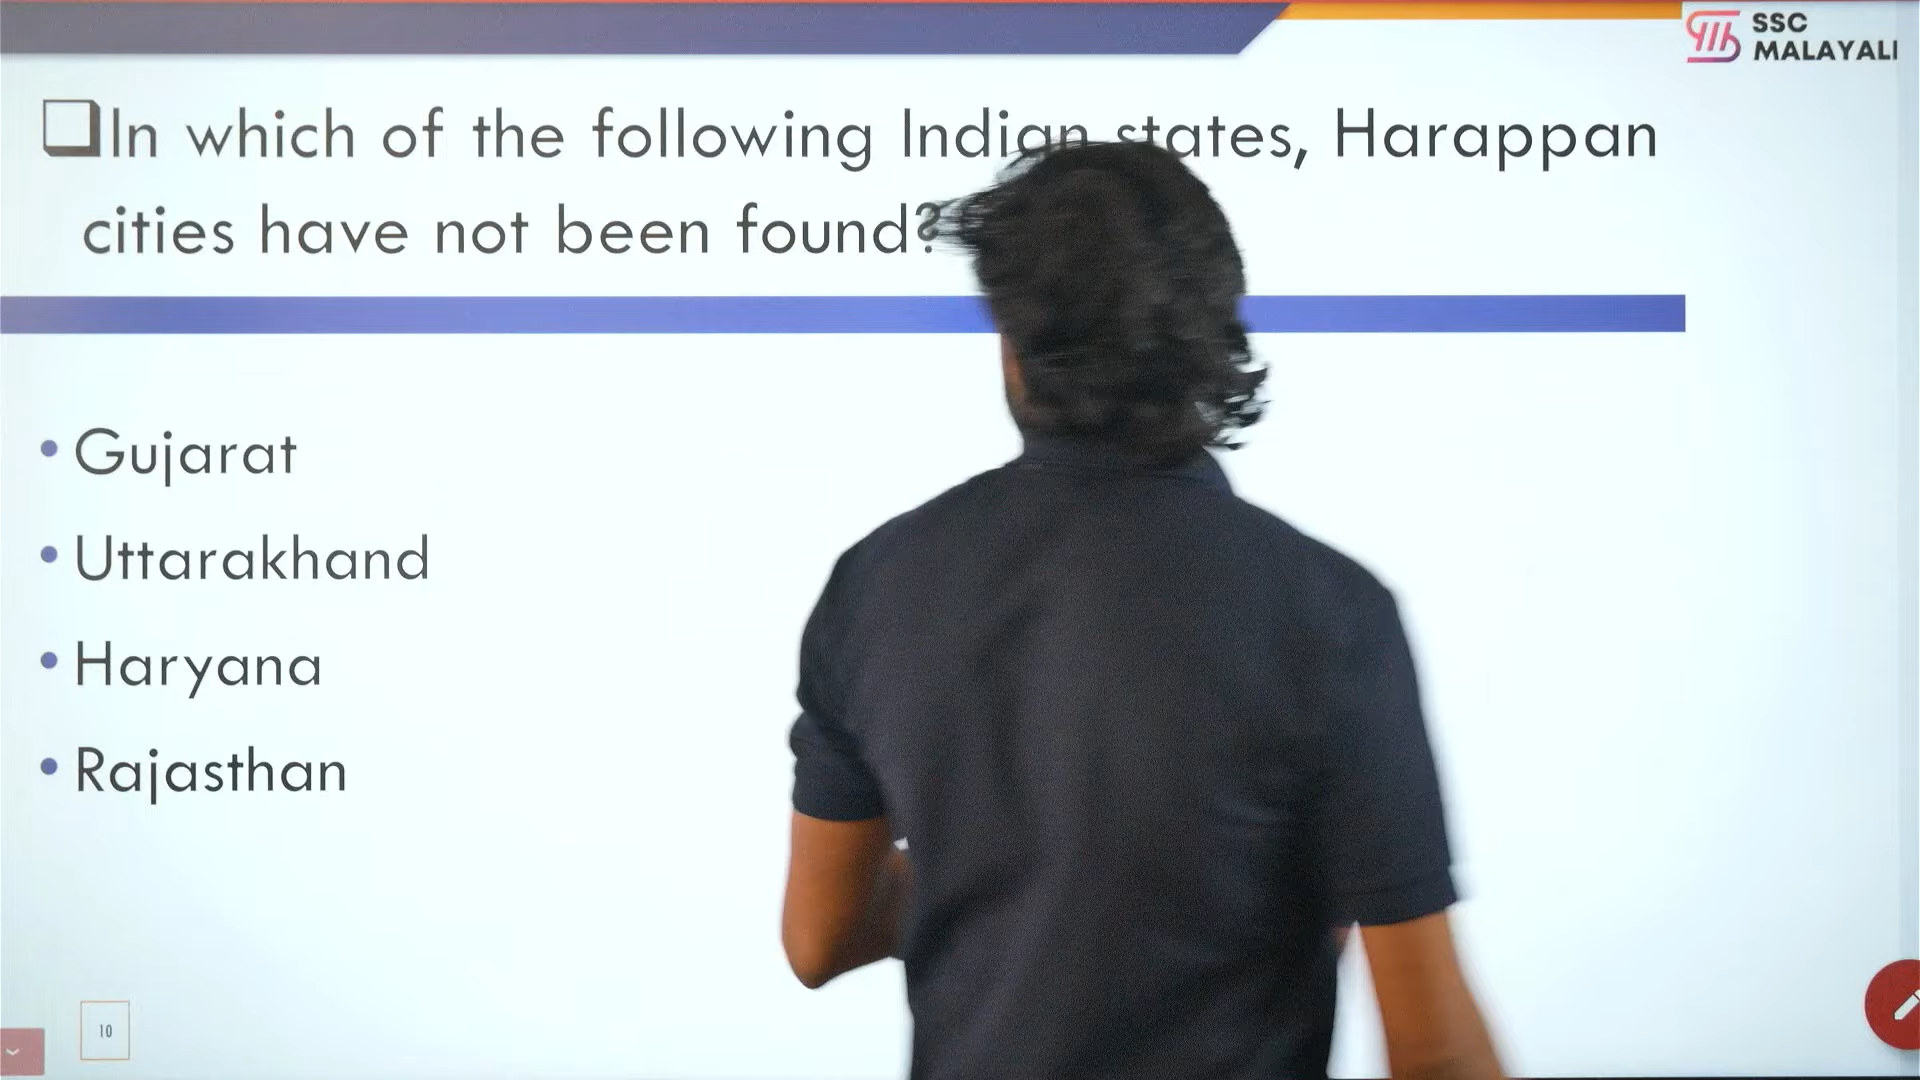 SSC
MALAYALI
In which of the following Indian states, Harappan
cities have not been found?
Gujarat
Uttarakhand
Haryana
Rajasthan
10